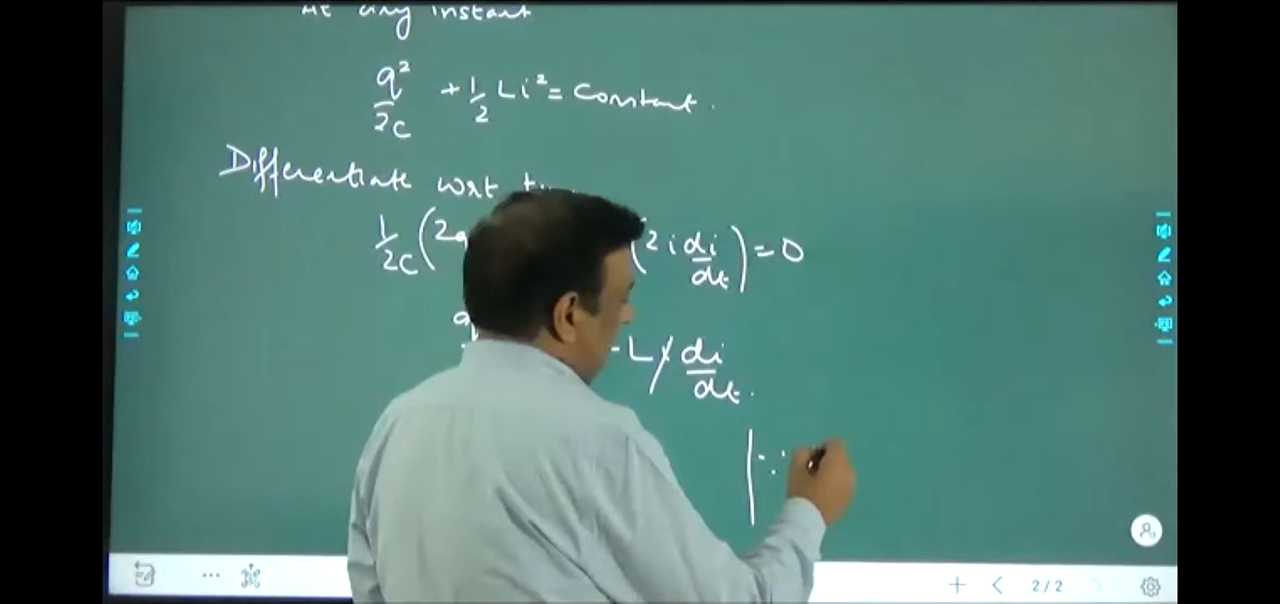 At any instant
q²/2C + 1/2 Li² = Constant.
Differentiate wrt
1/2C (2q (2i di/dt) = 0
q - L i di/dt.
∵
2/2